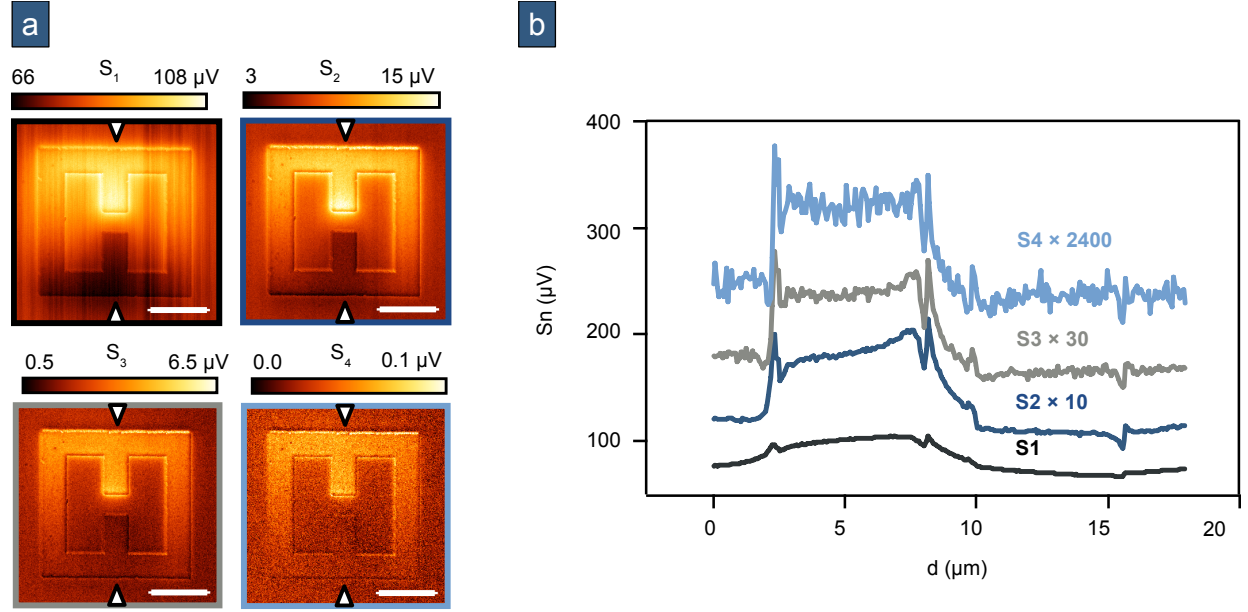 a
S₁
66 108 µV
S₂
3 15 µV
S₃
0.5 6.5 µV
S₄
0.0 0.1 µV
b
Sn (µV)
400
300
200
100
S4 × 2400
S3 × 30
S2 × 10
S1
0 5 10 15 20
d (µm)